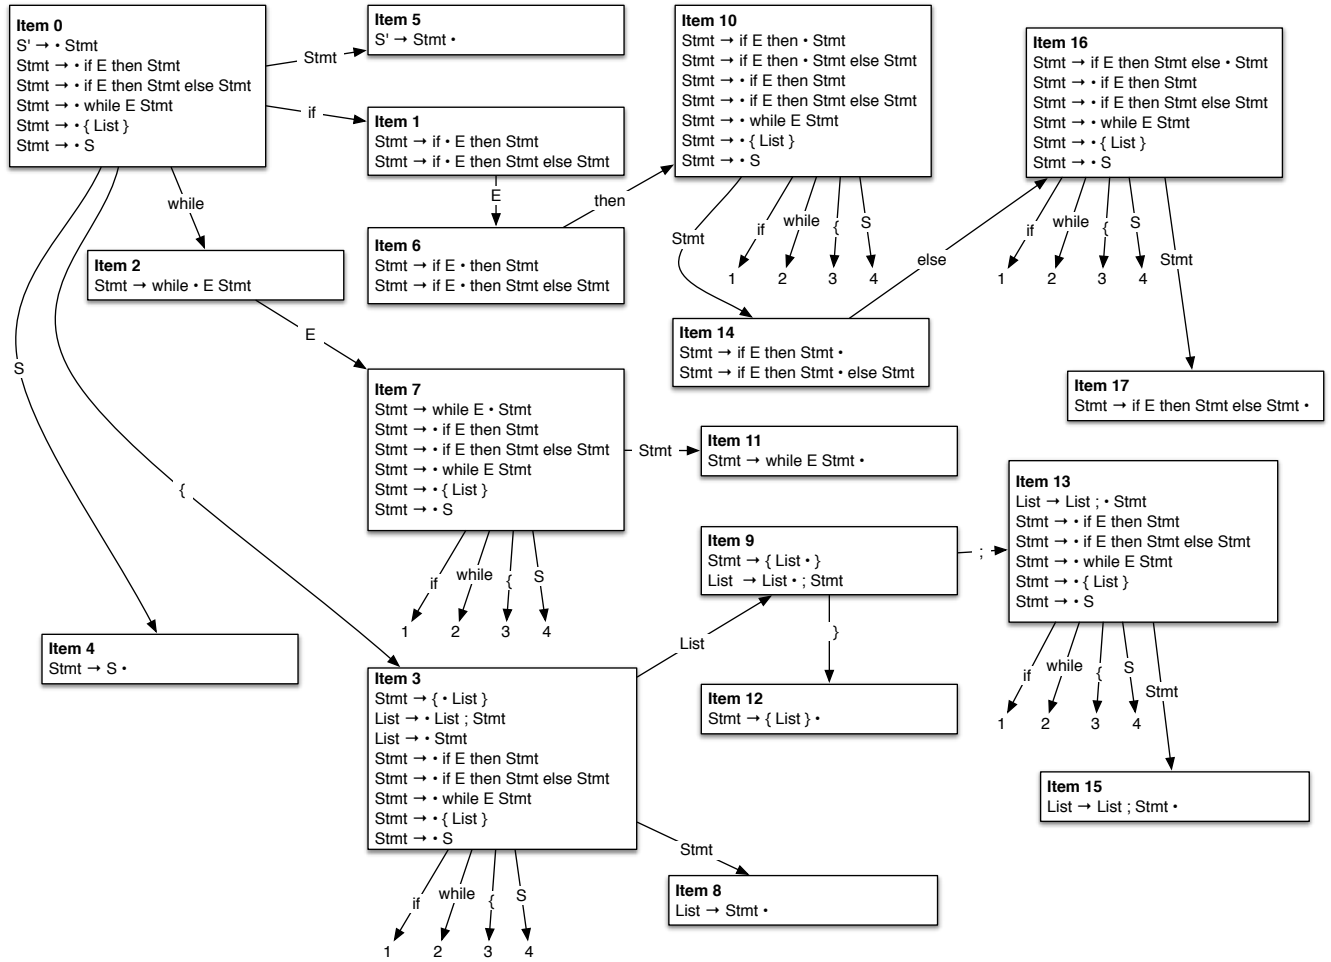 Item 0
S' → • Stmt
Stmt → • if E then Stmt
Stmt → • if E then Stmt else Stmt
Stmt → • while E Stmt
Stmt → • { List }
Stmt → • S
Stmt
if
while
S
{
Item 5
S' → Stmt •
Item 1
Stmt → if • E then Stmt
Stmt → if • E then Stmt else Stmt
E
Item 6
Stmt → if E • then Stmt
Stmt → if E • then Stmt else Stmt
then
Item 2
Stmt → while • E Stmt
E
Item 10
Stmt → if E then • Stmt
Stmt → if E then • Stmt else Stmt
Stmt → • if E then Stmt
Stmt → • if E then Stmt else Stmt
Stmt → • while E Stmt
Stmt → • { List }
Stmt → • S
Stmt
if
while
{
S
1
2
3
4
Item 14
Stmt → if E then Stmt •
Stmt → if E then Stmt • else Stmt
else
Item 16
Stmt → if E then Stmt else • Stmt
Stmt → • if E then Stmt
Stmt → • if E then Stmt else Stmt
Stmt → • while E Stmt
Stmt → • { List }
Stmt → • S
if
while
{
S
Stmt
1
2
3
4
Item 17
Stmt → if E then Stmt else Stmt •
Item 7
Stmt → while E • Stmt
Stmt → • if E then Stmt
Stmt → • if E then Stmt else Stmt
Stmt → • while E Stmt
Stmt → • { List }
Stmt → • S
Stmt
if
while
{
S
1
2
3
4
Item 11
Stmt → while E Stmt •
Item 4
Stmt → S •
Item 3
Stmt → { • List }
List → • List ; Stmt
List → • Stmt
Stmt → • if E then Stmt
Stmt → • if E then Stmt else Stmt
Stmt → • while E Stmt
Stmt → • { List }
Stmt → • S
List
Stmt
if
while
{
S
1
2
3
4
Item 9
Stmt → { List • }
List → List • ; Stmt
;
}
Item 12
Stmt → { List } •
Item 13
List → List ; • Stmt
Stmt → • if E then Stmt
Stmt → • if E then Stmt else Stmt
Stmt → • while E Stmt
Stmt → • { List }
Stmt → • S
if
while
{
S
Stmt
1
2
3
4
Item 15
List → List ; Stmt •
Item 8
List → Stmt •